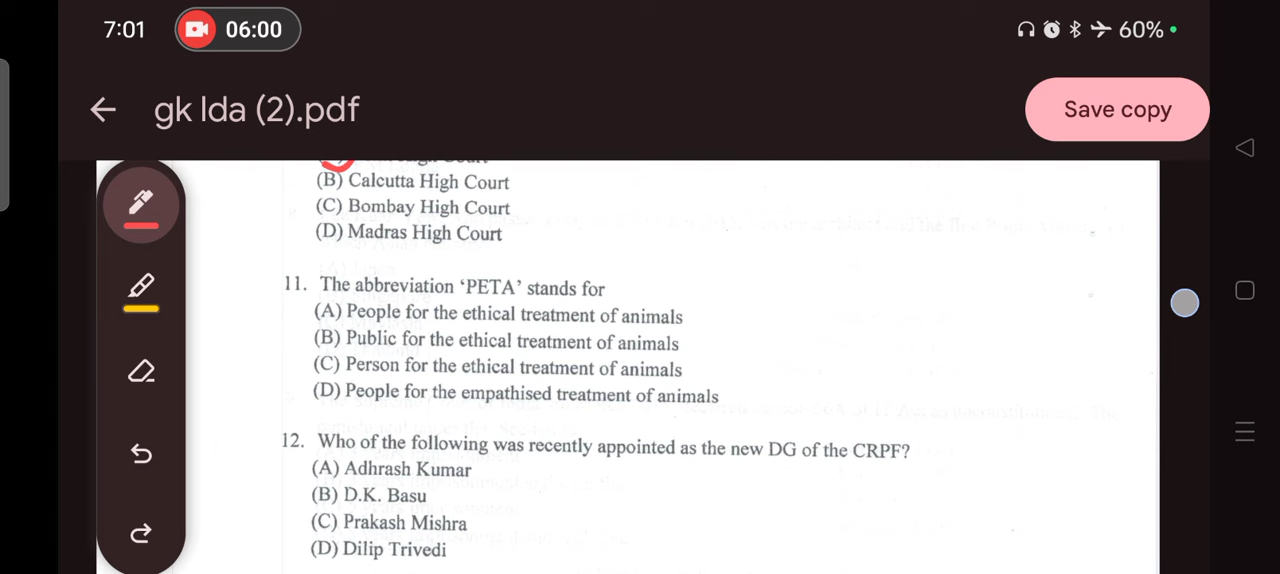 7:01
06:00
60%
gk lda (2).pdf
Save copy
High Court
(B) Calcutta High Court
(C) Bombay High Court
(D) Madras High Court
11. The abbreviation ‘PETA’ stands for
(A) People for the ethical treatment of animals
(B) Public for the ethical treatment of animals
(C) Person for the ethical treatment of animals
(D) People for the empathised treatment of animals
12. Who of the following was recently appointed as the new DG of the CRPF?
(A) Adhrash Kumar
(B) D.K. Basu
(C) Prakash Mishra
(D) Dilip Trivedi